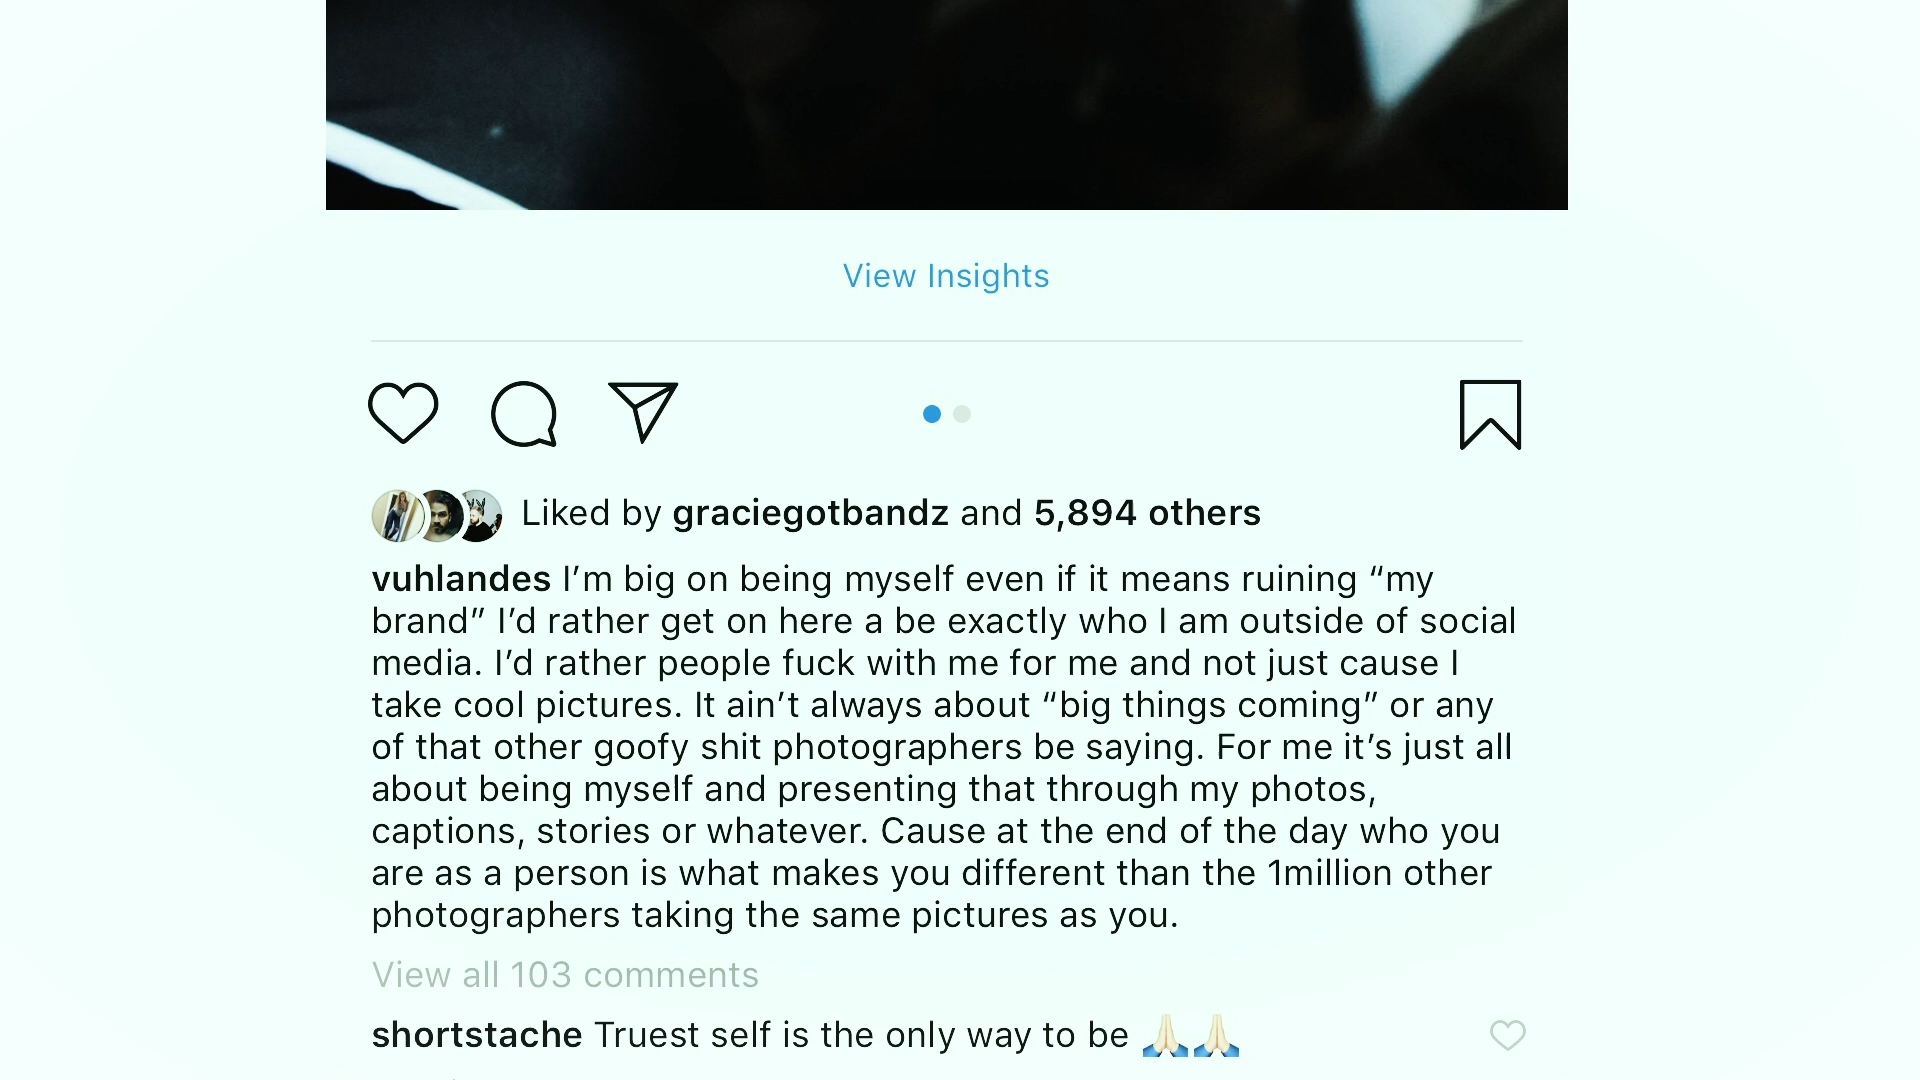 View Insights
Liked by graciegotbandz and 5,894 others
vuhlandes I’m big on being myself even if it means ruining “my
brand” I’d rather get on here a be exactly who I am outside of social
media. I’d rather people fuck with me for me and not just cause I
take cool pictures. It ain’t always about “big things coming” or any
of that other goofy shit photographers be saying. For me it’s just all
about being myself and presenting that through my photos,
captions, stories or whatever. Cause at the end of the day who you
are as a person is what makes you different than the 1million other
photographers taking the same pictures as you.
View all 103 comments
shortstache Truest self is the only way to be 🙏🏻🙏🏻